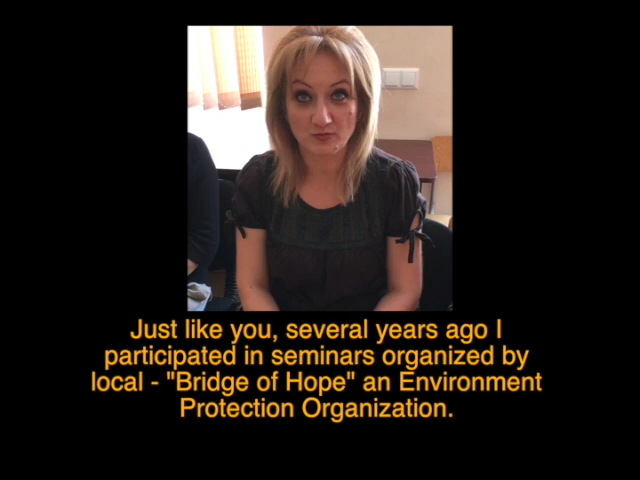 Just like you, several years ago I
participated in seminars organized by
local - "Bridge of Hope" an Environment
Protection Organization.